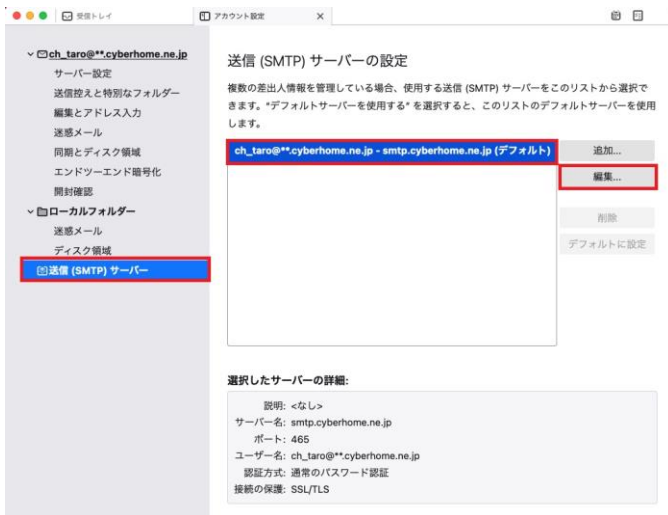 受信トレイ
アカウント設定
ch_taro@**.cyberhome.ne.jp
サーバー設定
送信控えと特別なフォルダー
編集とアドレス入力
迷惑メール
同期とディスク領域
エンドツーエンド暗号化
開封確認
ローカルフォルダー
迷惑メール
ディスク領域
送信 (SMTP) サーバー
送信 (SMTP) サーバーの設定
複数の差出人情報を管理している場合、使用する送信 (SMTP) サーバーをこのリストから選択で
きます。"デフォルトサーバーを使用する" を選択すると、このリストのデフォルトサーバーを使用
します。
ch_taro@**.cyberhome.ne.jp - smtp.cyberhome.ne.jp (デフォルト)
追加...
編集...
削除
デフォルトに設定
選択したサーバーの詳細:
説明: <なし>
サーバー名: smtp.cyberhome.ne.jp
ポート: 465
ユーザー名: ch_taro@**.cyberhome.ne.jp
認証方式: 通常のパスワード認証
接続の保護: SSL/TLS